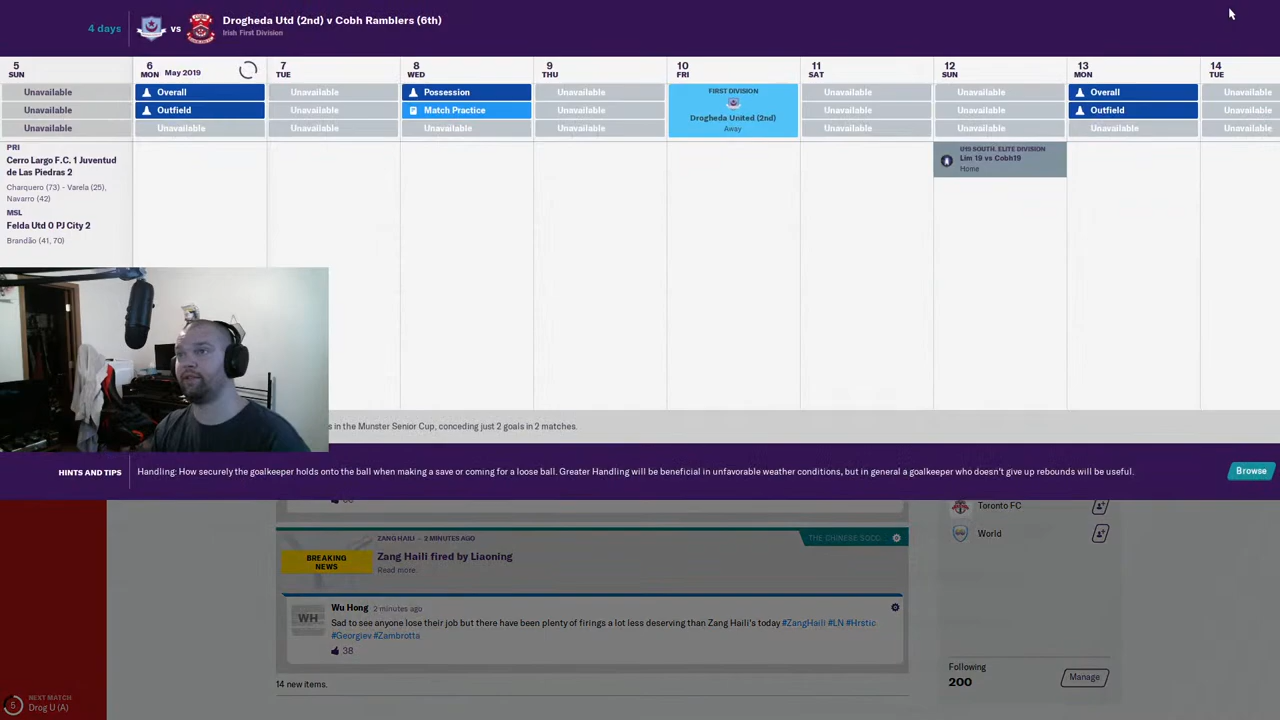 4 days
vs
Drogheda Utd (2nd) v Cobh Ramblers (6th)
Irish First Division
5 SUN
6 MON May 2019
7 TUE
8 WED
9 THU
10 FRI
11 SAT
12 SUN
13 MON
14 TUE
Unavailable
Overall
Unavailable
Possession
Unavailable
FIRST DIVISION
Unavailable
Unavailable
Overall
Unavailable
Unavailable
Outfield
Unavailable
Match Practice
Unavailable
Drogheda United (2nd)
Unavailable
Unavailable
Outfield
Unavailable
Unavailable
Unavailable
Unavailable
Unavailable
Unavailable
Away
Unavailable
Unavailable
Unavailable
Unavailable
PRI
Cerro Largo F.C. 1 Juventud
de Las Piedras 2
Charquero (73) - Varela (25),
Navarro (42)
MSL
Felda Utd 0 PJ City 2
Brandão (41, 70)
U19 SOUTH. ELITE DIVISION
Lim 19 vs Cobh19
Home
s in the Munster Senior Cup, conceding just 2 goals in 2 matches.
HINTS AND TIPS
Handling: How securely the goalkeeper holds onto the ball when making a save or coming for a loose ball. Greater Handling will be beneficial in unfavorable weather conditions, but in general a goalkeeper who doesn't give up rebounds will be useful.
Browse
Toronto FC
World
ZANG HAILI – 2 MINUTES AGO
THE CHINESE SOCC...
BREAKING
NEWS
Zang Haili fired by Liaoning
Read more.
WH
Wu Hong 2 minutes ago
Sad to see anyone lose their job but there have been plenty of firings a lot less deserving than Zang Haili's today #ZangHaili #LN #Hrstic
#Georgiev #Zambrotta
38
14 new items.
Following
200
Manage
5
NEXT MATCH
Drog U (A)